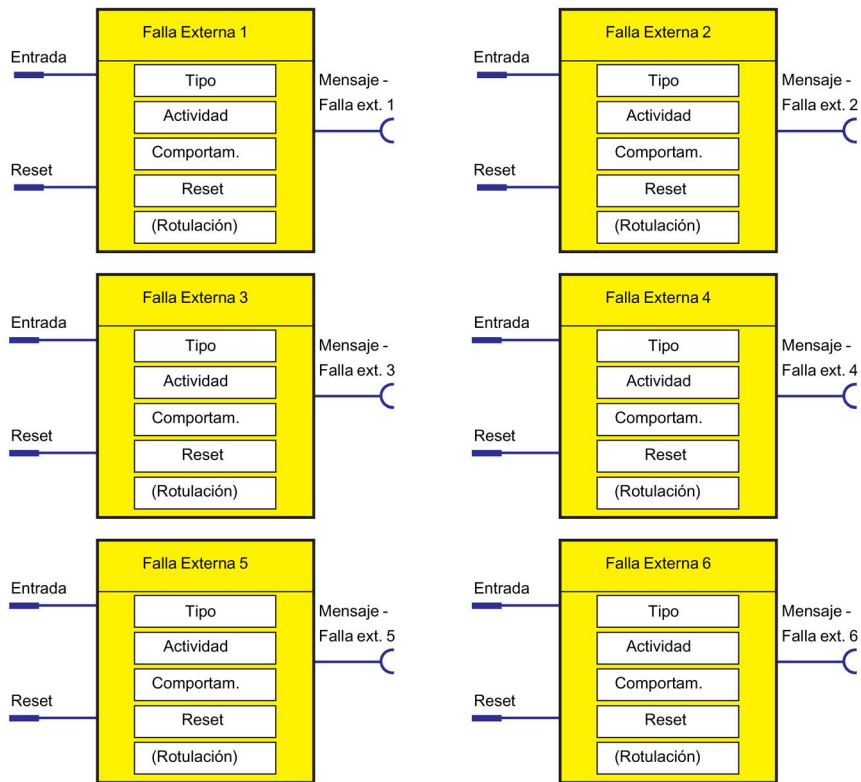 Falla Externa 1
Entrada
Tipo
Mensaje -
Falla ext. 1
Actividad
Comportam.
Reset
Reset
(Rotulación)
Falla Externa 2
Entrada
Tipo
Mensaje -
Falla ext. 2
Actividad
Comportam.
Reset
Reset
(Rotulación)
Falla Externa 3
Entrada
Tipo
Mensaje -
Falla ext. 3
Actividad
Comportam.
Reset
Reset
(Rotulación)
Falla Externa 4
Entrada
Tipo
Mensaje -
Falla ext. 4
Actividad
Comportam.
Reset
Reset
(Rotulación)
Falla Externa 5
Entrada
Tipo
Mensaje -
Falla ext. 5
Actividad
Comportam.
Reset
Reset
(Rotulación)
Falla Externa 6
Entrada
Tipo
Mensaje -
Falla ext. 6
Actividad
Comportam.
Reset
Reset
(Rotulación)